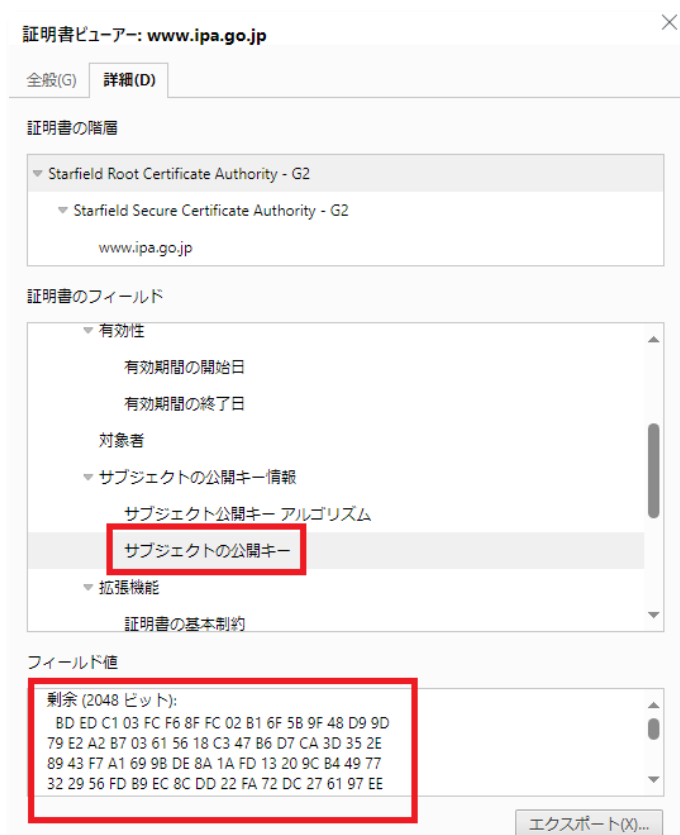 証明書ビューアー: www.ipa.go.jp
全般(G) 詳細(D)
証明書の階層
Starfield Root Certificate Authority - G2
Starfield Secure Certificate Authority - G2
www.ipa.go.jp
証明書のフィールド
有効性
有効期間の開始日
有効期間の終了日
対象者
サブジェクトの公開キー情報
サブジェクト公開キー アルゴリズム
サブジェクトの公開キー
拡張機能
証明書の基本制約
フィールド値
剰余 (2048 ビット):
BD ED C1 03 FC F6 8F FC 02 B1 6F 5B 9F 48 D9 9D
79 E2 A2 B7 03 61 56 18 C3 47 B6 D7 CA 3D 35 2E
89 43 F7 A1 69 9B DE 8A 1A FD 13 20 9C B4 49 77
32 29 56 FD B9 EC 8C DD 22 FA 72 DC 27 61 97 EE
エクスポート(X)...